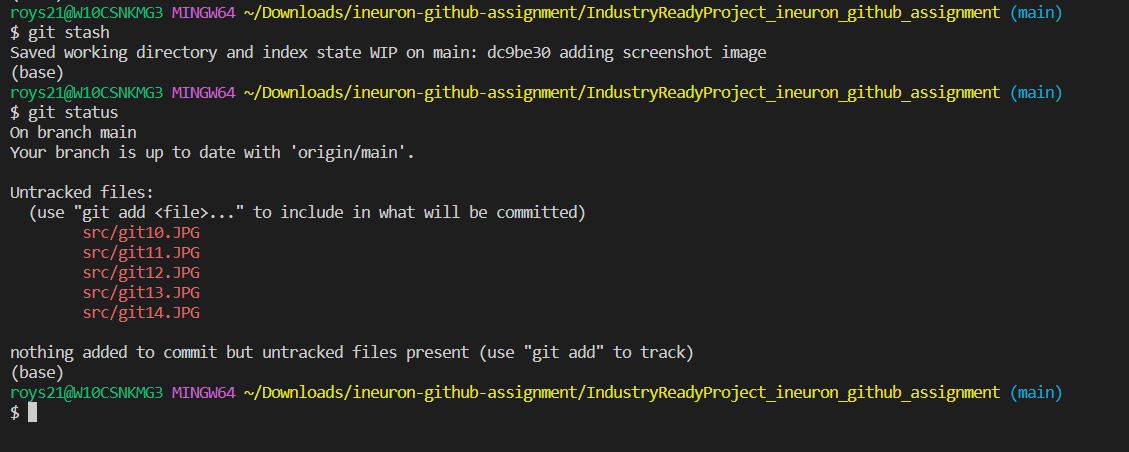 roys21@W10CSNKMG3 MINGW64 ~/Downloads/ineuron-github-assignment/IndustryReadyProject_ineuron_github_assignment (main)
$ git stash
Saved working directory and index state WIP on main: dc9be30 adding screenshot image
(base)
roys21@W10CSNKMG3 MINGW64 ~/Downloads/ineuron-github-assignment/IndustryReadyProject_ineuron_github_assignment (main)
$ git status
On branch main
Your branch is up to date with 'origin/main'.
Untracked files:
  (use "git add <file>..." to include in what will be committed)
        src/git10.JPG
        src/git11.JPG
        src/git12.JPG
        src/git13.JPG
        src/git14.JPG
nothing added to commit but untracked files present (use "git add" to track)
(base)
roys21@W10CSNKMG3 MINGW64 ~/Downloads/ineuron-github-assignment/IndustryReadyProject_ineuron_github_assignment (main)
$